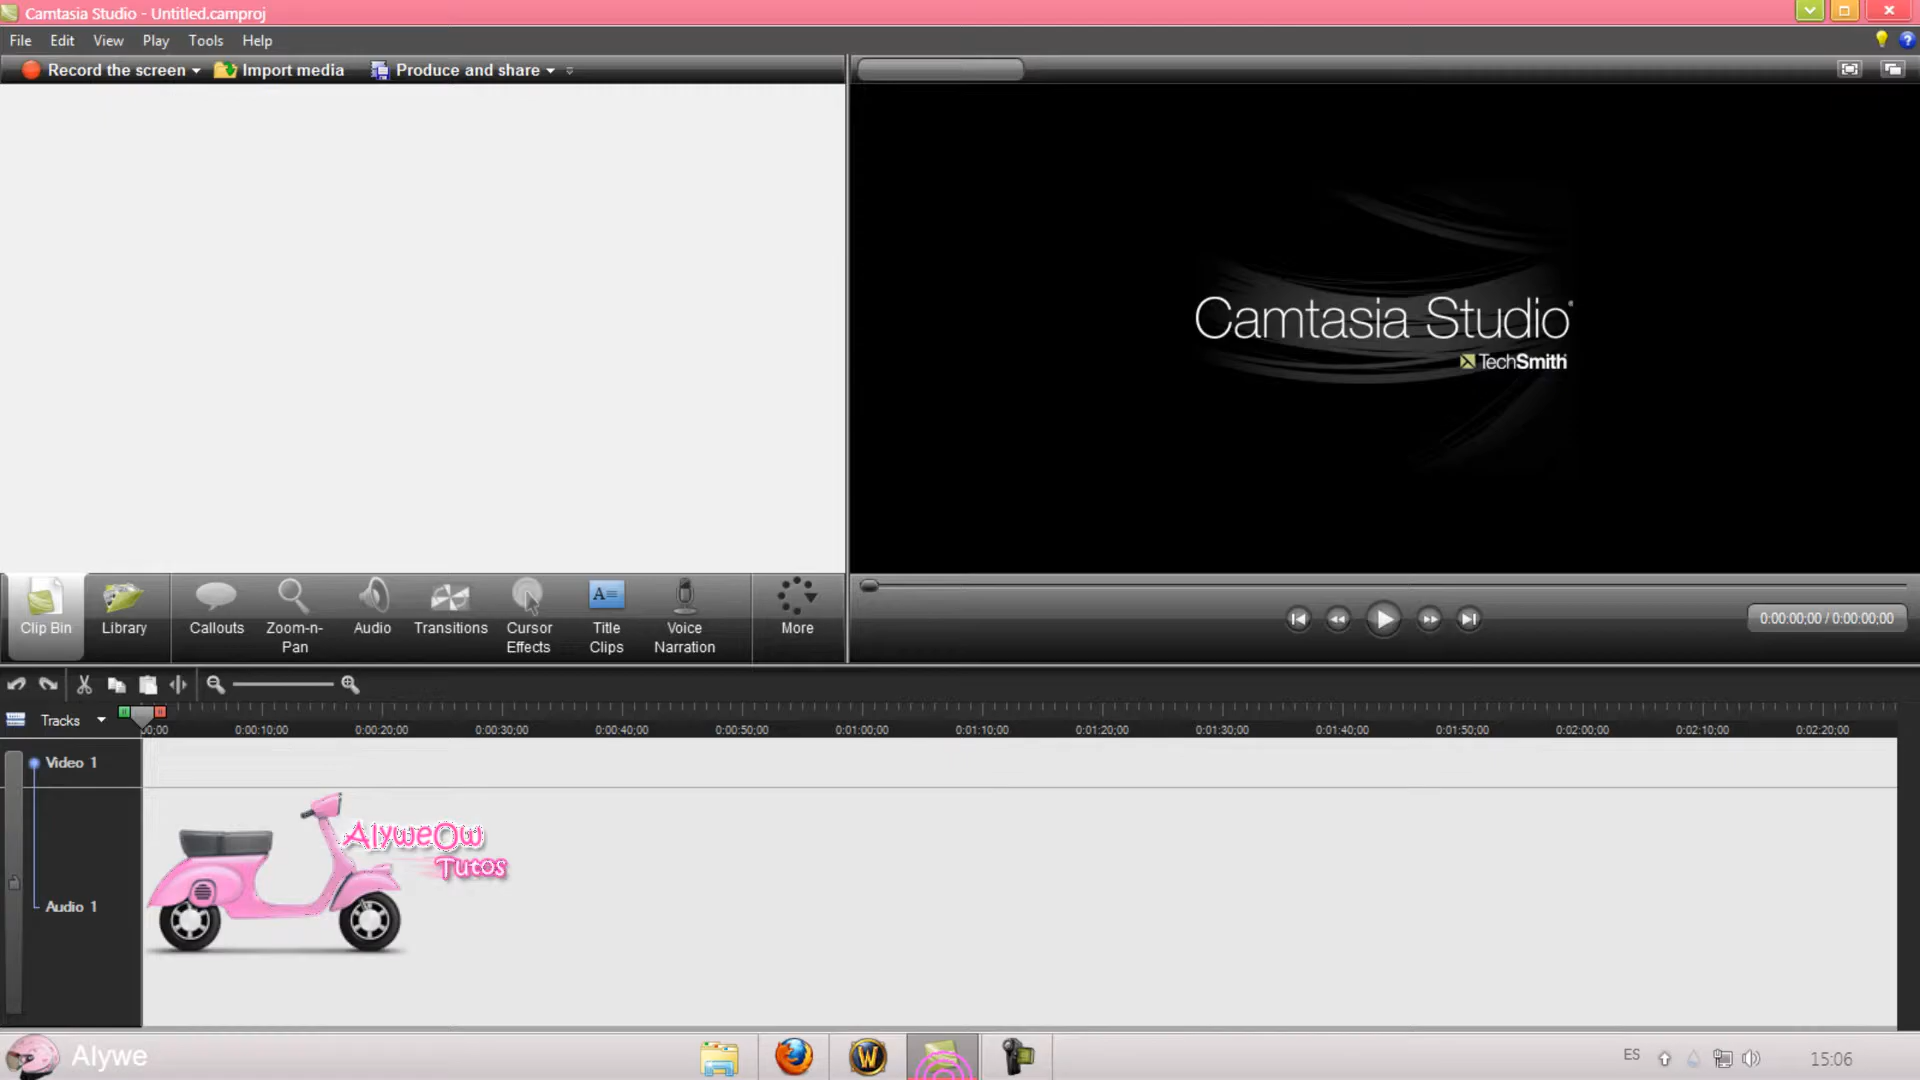 Camtasia Studio - Untitled.camproj
File Edit View Play Tools Help
Record the screen Import media Produce and share
Camtasia Studio®
TechSmith
Clip Bin Library Callouts Zoom-n-Pan Audio Transitions Cursor Effects Title Clips Voice Narration More
0:00:00;00 / 0:00:00;00
Tracks
00;00 0:00:10;00 0:00:20;00 0:00:30;00 0:00:40;00 0:00:50;00 0:01:00;00 0:01:10;00 0:01:20;00 0:01:30;00 0:01:40;00 0:01:50;00 0:02:00;00 0:02:10;00 0:02:20;00
Video 1
AlyweOw
Tutos
Audio 1
Alywe ES 15:06